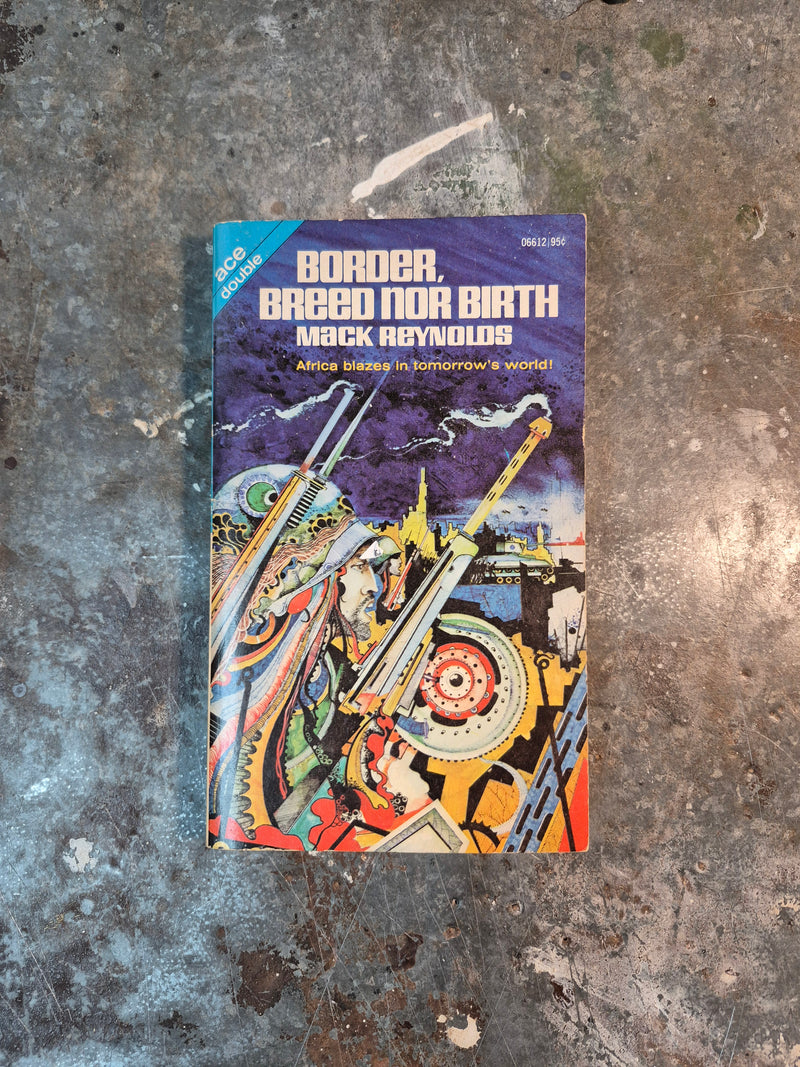 ace
double
06612|95¢
BORDER,
BREED NOR BIRTH
MACK REYNOLDS
Africa blazes in tomorrow's world!